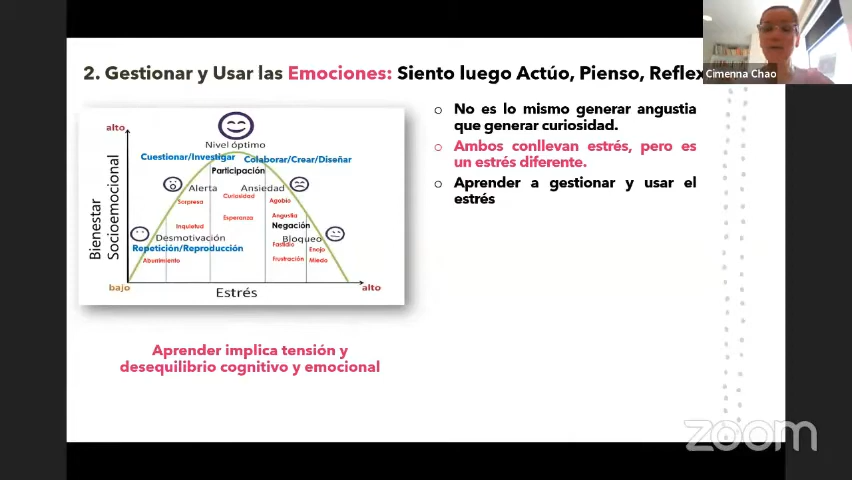 2. Gestionar y Usar las Emociones: Siento luego Actúo, Pienso, Reflex
Cimenna Chao
alto
Nivel óptimo
Cuestionar/Investigar
Colaborar/Crear/Diseñar
Participación
Alerta
Ansiedad
Sorpresa
Curiosidad
Agobio
Esperanza
Angustia
Inquietud
Negación
Desmotivación
Bloqueo
Repetición/Reproducción
Fastidio
Enojo
Aburrimiento
Frustración
Miedo
Bienestar
Socioemocional
bajo
Estrés
alto
Aprender implica tensión y
desequilibrio cognitivo y emocional
No es lo mismo generar angustia
que generar curiosidad.
Ambos conllevan estrés, pero es
un estrés diferente.
Aprender a gestionar y usar el
estrés
zoom